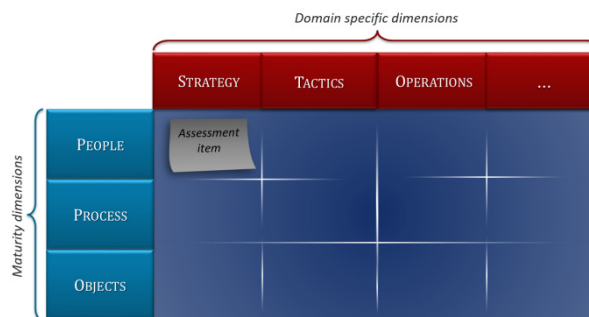 Domain specific dimensions
STRATEGY
TACTICS
OPERATIONS
...
Maturity dimensions
PEOPLE
Assessment
item
PROCESS
OBJECTS